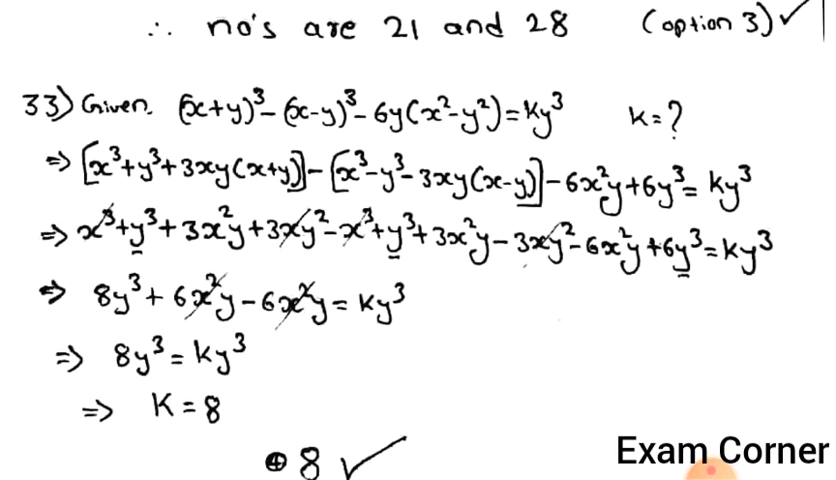 ∴ no's are 21 and 28 (option 3) ✓
33) Given. (x+y)³-(x-y)³-6y(x²-y²)=ky³ k=?
⇒ [x³+y³+3xy(x+y)]-[x³-y³-3xy(x-y)]-6x²y+6y³=ky³
⇒ x³+y³+3x²y+3xy²-x³+y³+3x²y-3xy²-6x²y+6y³=ky³
⇒ 8y³+6x²y-6x²y=ky³
⇒ 8y³=ky³
⇒ K=8
④ 8 ✓
Exam Corner